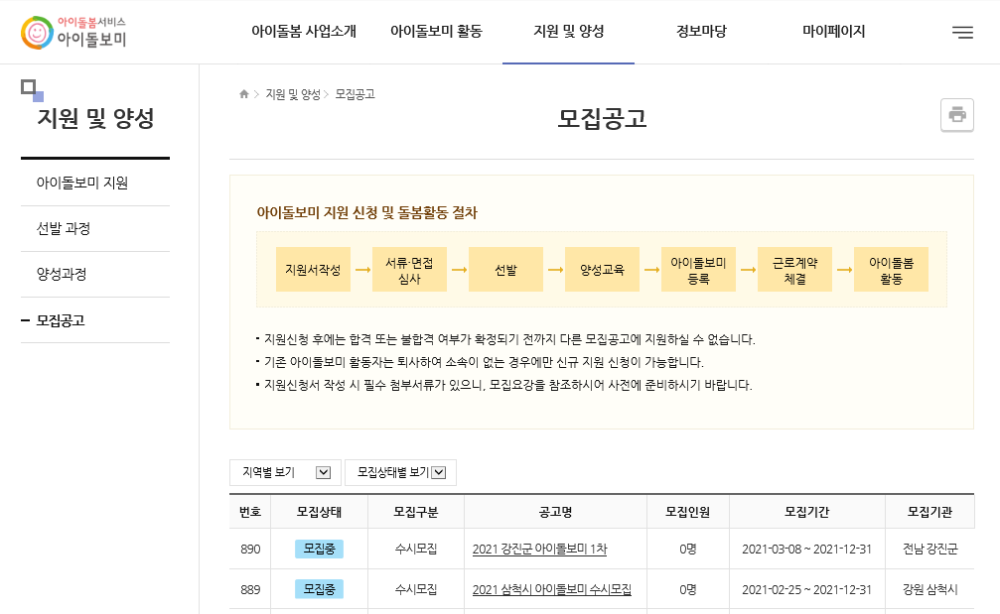 아이돌봄서비스
아이돌보미
아이돌봄 사업소개 아이돌보미 활동 지원 및 양성 정보마당 마이페이지
지원 및 양성
아이돌보미 지원
선발 과정
양성과정
모집공고
지원 및 양성 > 모집공고
모집공고
아이돌보미 지원 신청 및 돌봄활동 절차
지원서작성
서류·면접
심사
선발
양성교육
아이돌보미
등록
근로계약
체결
아이돌봄
활동
지원신청 후에는 합격 또는 불합격 여부가 확정되기 전까지 다른 모집공고에 지원하실 수 없습니다.
기존 아이돌보미 활동자는 퇴사하여 소속이 없는 경우에만 신규 지원 신청이 가능합니다.
지원신청서 작성 시 필수 첨부서류가 있으니, 모집요강을 참조하시어 사전에 준비하시기 바랍니다.
지역별 보기 모집상태별 보기
번호 모집상태 모집구분 공고명 모집인원 모집기간 모집기관
890 모집중 수시모집 2021 강진군 아이돌보미 1차 0명 2021-03-08 ~ 2021-12-31 전남 강진군
889 모집중 수시모집 2021 삼척시 아이돌보미 수시모집 0명 2021-02-25 ~ 2021-12-31 강원 삼척시